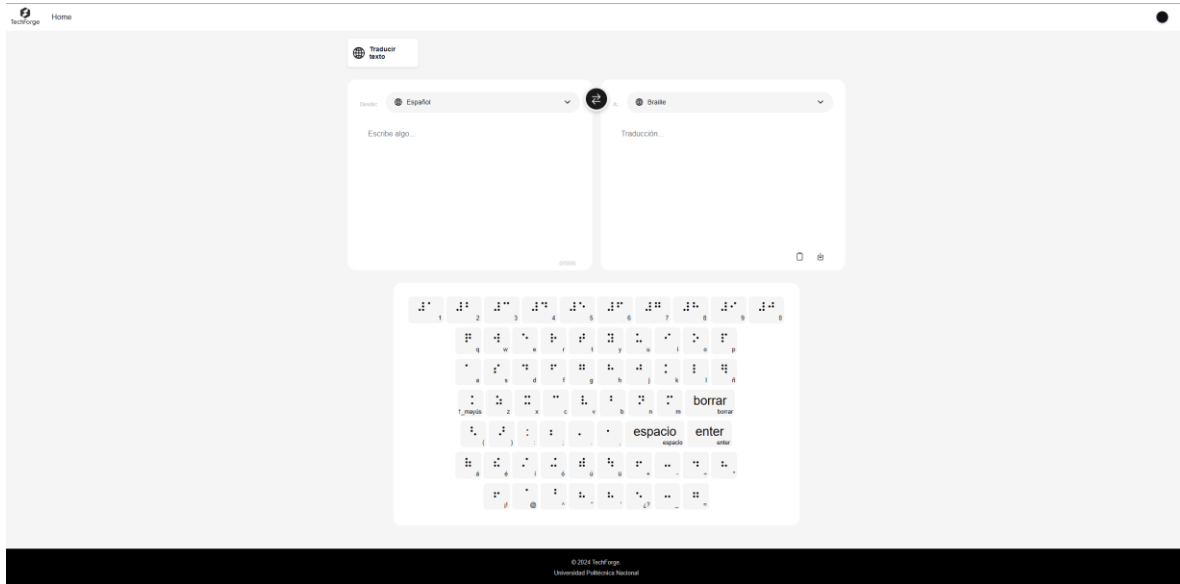 TechForge
Home
Traducir
texto
Desde:
Español
A:
Braille
Escribe algo...
Traducción...
1 2 3 4 5 6 7 8 9 0
q w e r t y u i o p
a s d f g h j k l ñ
↑_mayús z x c v b n m borrar borrar
( ) : ; . , espacio espacio enter enter
á é í ó ú ü + - ÷ "
¡! @ ^ ¿? _ =
© 2024 TechForge.
Universidad Politécnica Nacional